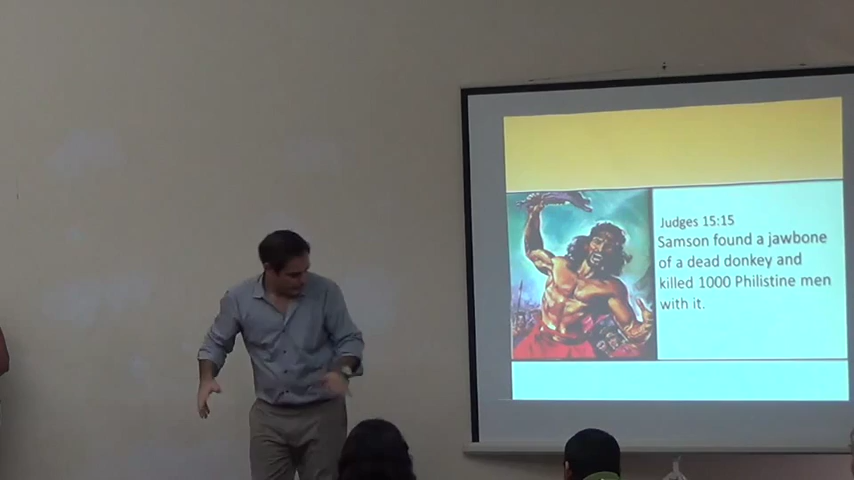 Judges 15:15
Samson found a jawbone
of a dead donkey and
killed 1000 Philistine men
with it.